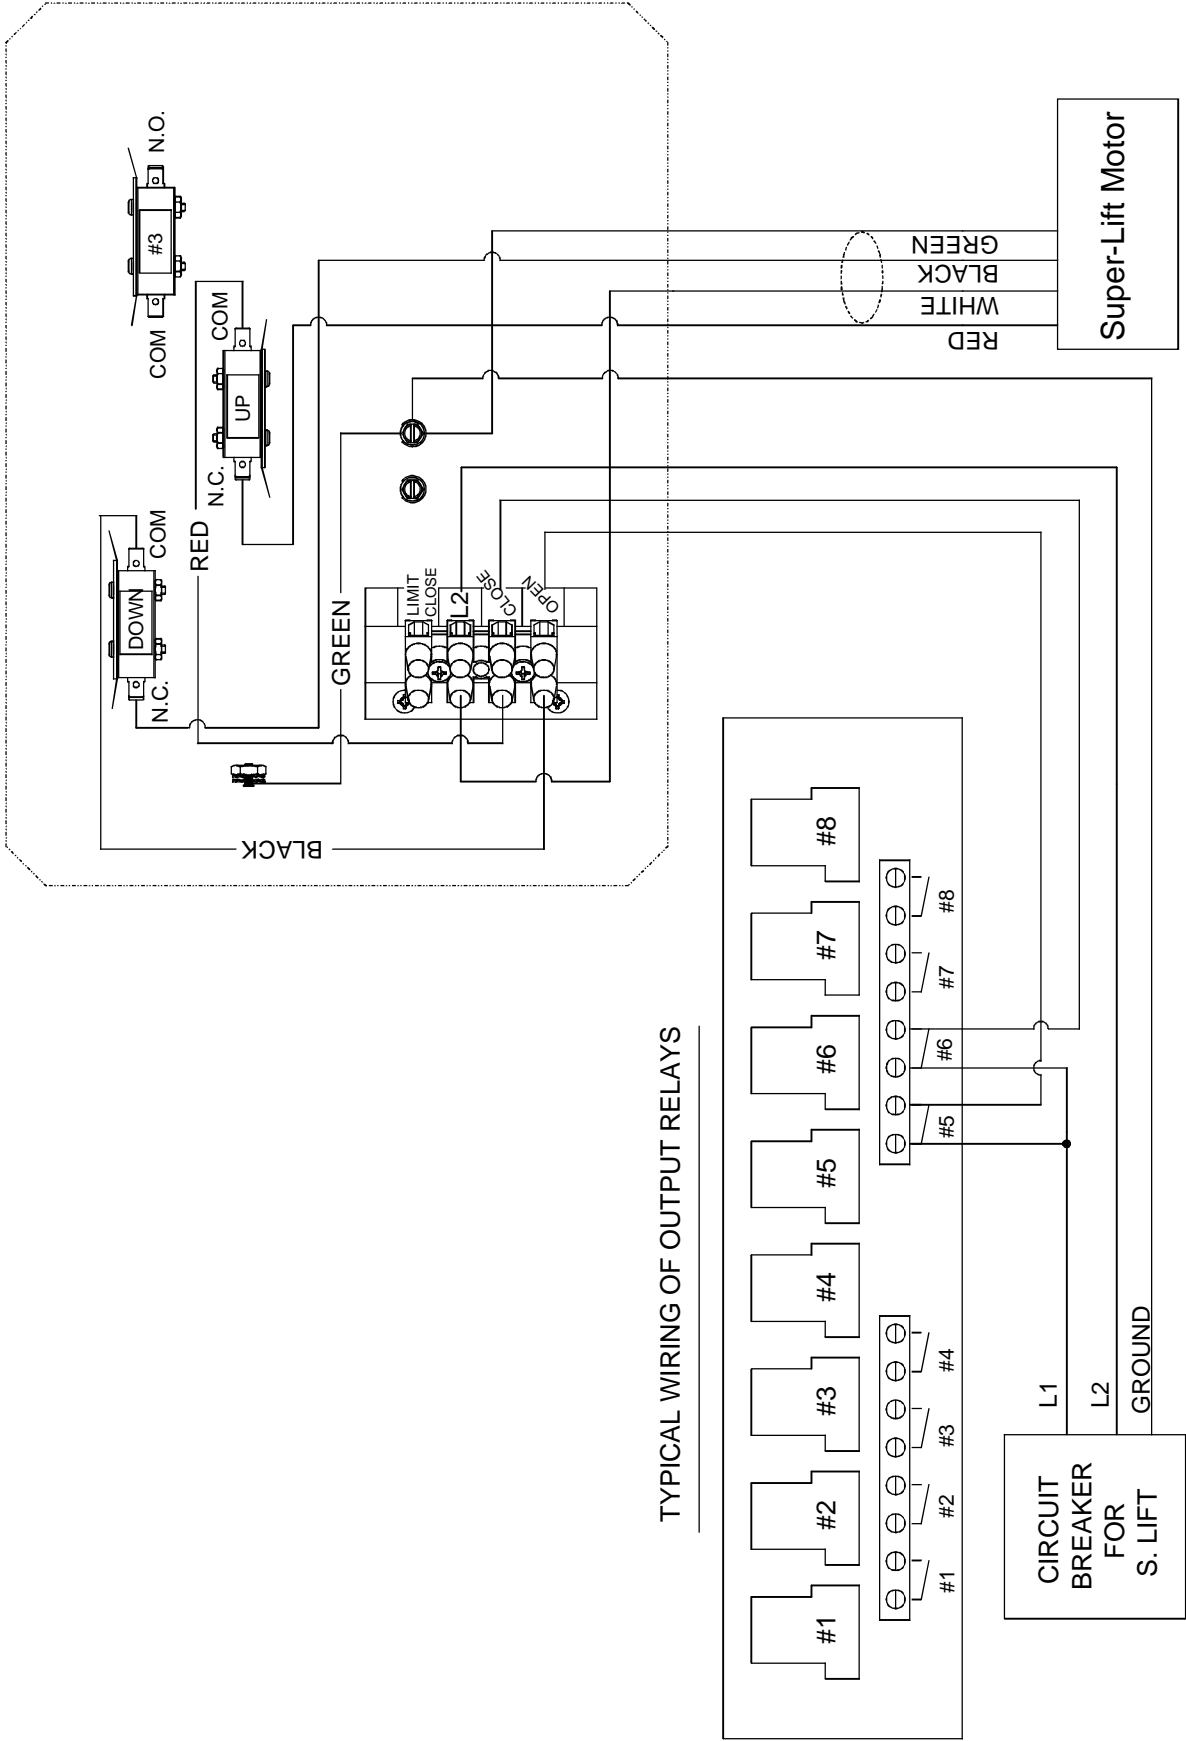 N.O.
#3
COM
COM
UP
N.C.
COM
DOWN
N.C.
RED
GREEN
BLACK
LIMIT
CLOSE
L2
CLOSE
OPEN
GREEN
BLACK
WHITE
RED
Super-Lift Motor
TYPICAL WIRING OF OUTPUT RELAYS
#1
#2
#3
#4
#5
#6
#7
#8
#1
#2
#3
#4
#5
#6
#7
#8
L1
L2
GROUND
CIRCUIT
BREAKER
FOR
S. LIFT